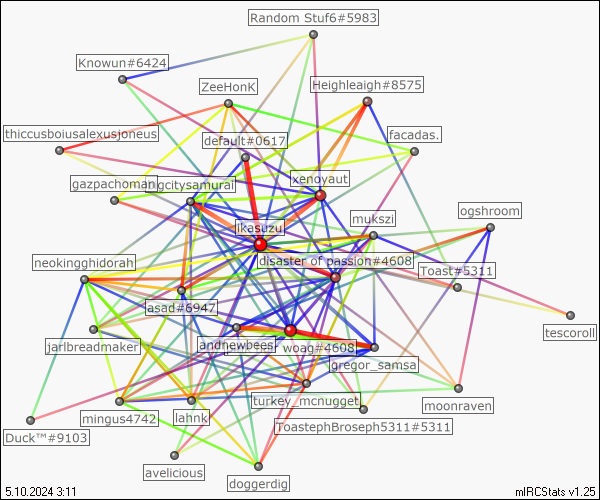 Random Stuf6#5983
Knowun#6424
ZeeHonK
Heighleaigh#8575
thiccusboiusalexusjoneus
default#0617
facadas.
xenoyaut
gazpachoman
ngcitysamurai
ikasuzu
mukszi
ogshroom
neokingghidorah
disaster of passion#4608
Toast#5311
asad#6947
tescoroll
jarlbreadmaker
andnewbees
woag#4608
gregor_samsa
turkey_mcnugget
moonraven
mingus4742
lahnk
ToastephBroseph5311#5311
Duck™#9103
avelicious
doggerdig
5.10.2024 3:11
mIRCStats v1.25